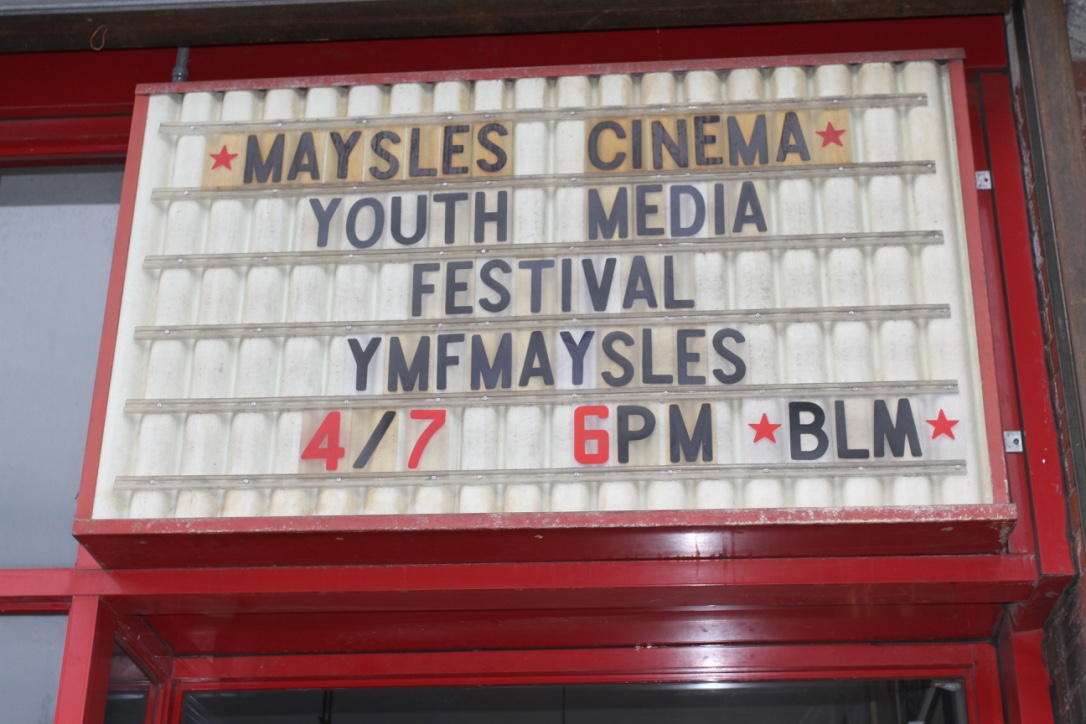 ★MAYSLES CINEMA★
YOUTH MEDIA
FESTIVAL
YMFMAYSLES
4/7 6PM ★BLM★